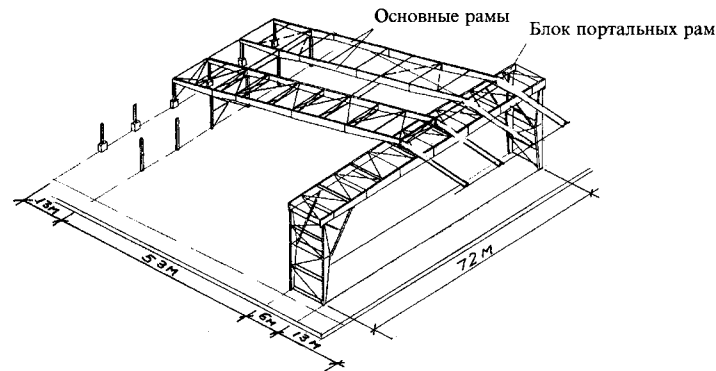 Основные рамы
Блок портальных рам
13м
53м
6м
13м
72м